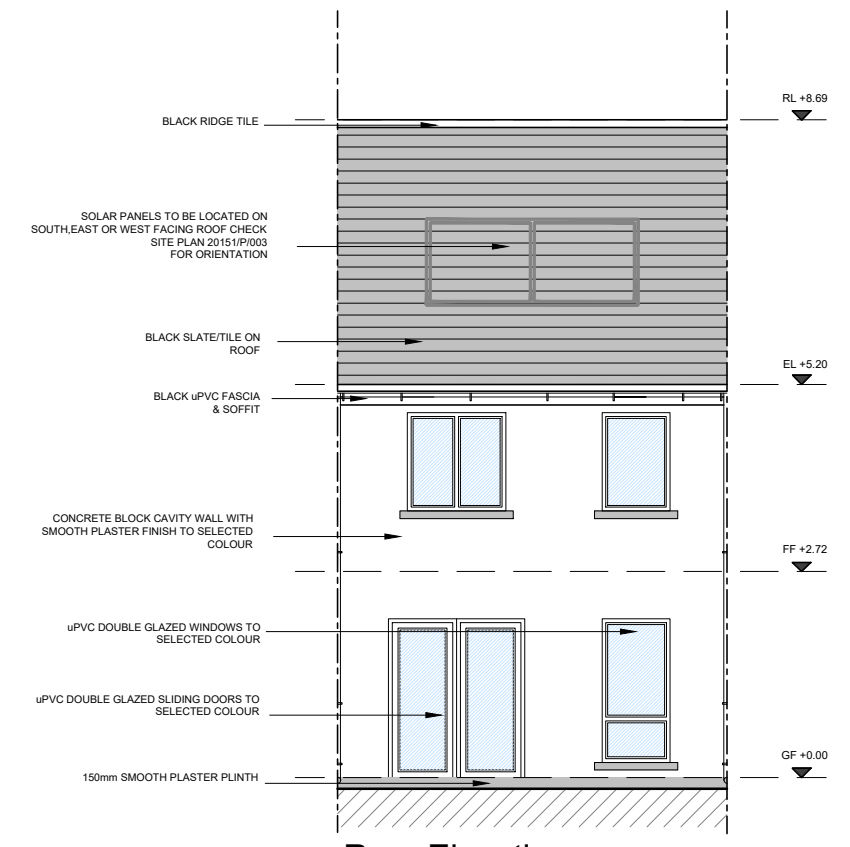 RL +8.69
BLACK RIDGE TILE
SOLAR PANELS TO BE LOCATED ON
SOUTH,EAST OR WEST FACING ROOF CHECK
SITE PLAN 20151/P/003
FOR ORIENTATION
BLACK SLATE/TILE ON
ROOF
EL +5.20
BLACK uPVC FASCIA
& SOFFIT
CONCRETE BLOCK CAVITY WALL WITH
SMOOTH PLASTER FINISH TO SELECTED
COLOUR
FF +2.72
uPVC DOUBLE GLAZED WINDOWS TO
SELECTED COLOUR
uPVC DOUBLE GLAZED SLIDING DOORS TO
SELECTED COLOUR
GF +0.00
150mm SMOOTH PLASTER PLINTH